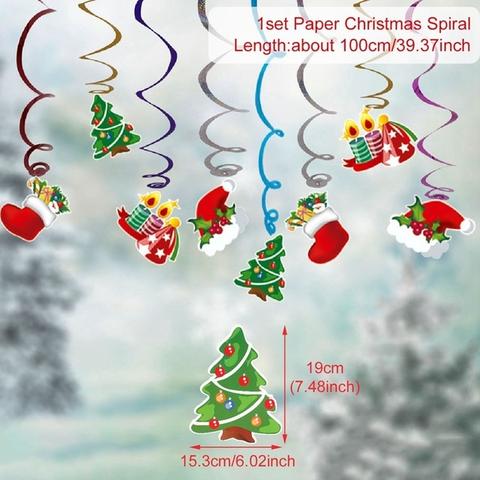 1set Paper Christmas Spiral
Length:about 100cm/39.37inch
19cm
(7.48inch)
15.3cm/6.02inch